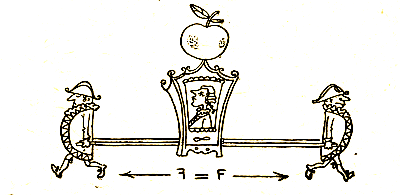 ← ꟻ = F →